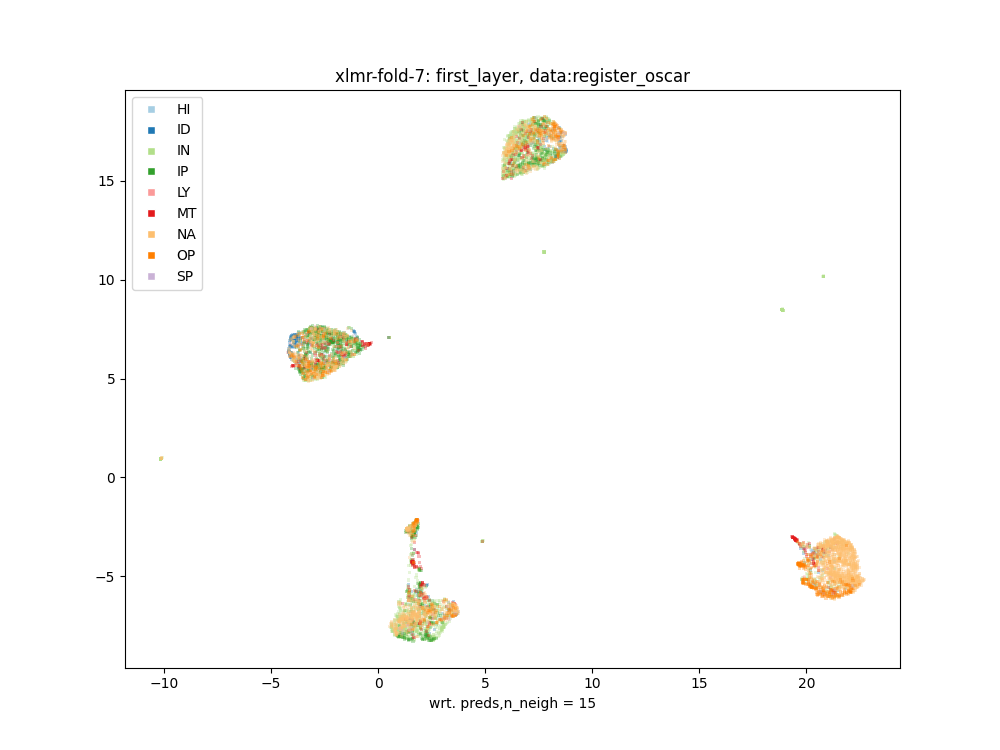 xlmr-fold-7: first_layer, data:register_oscar
HI
ID
IN
IP
LY
MT
NA
OP
SP
15
10
5
0
−5
−10
−5
0
5
10
15
20
wrt. preds,n_neigh = 15